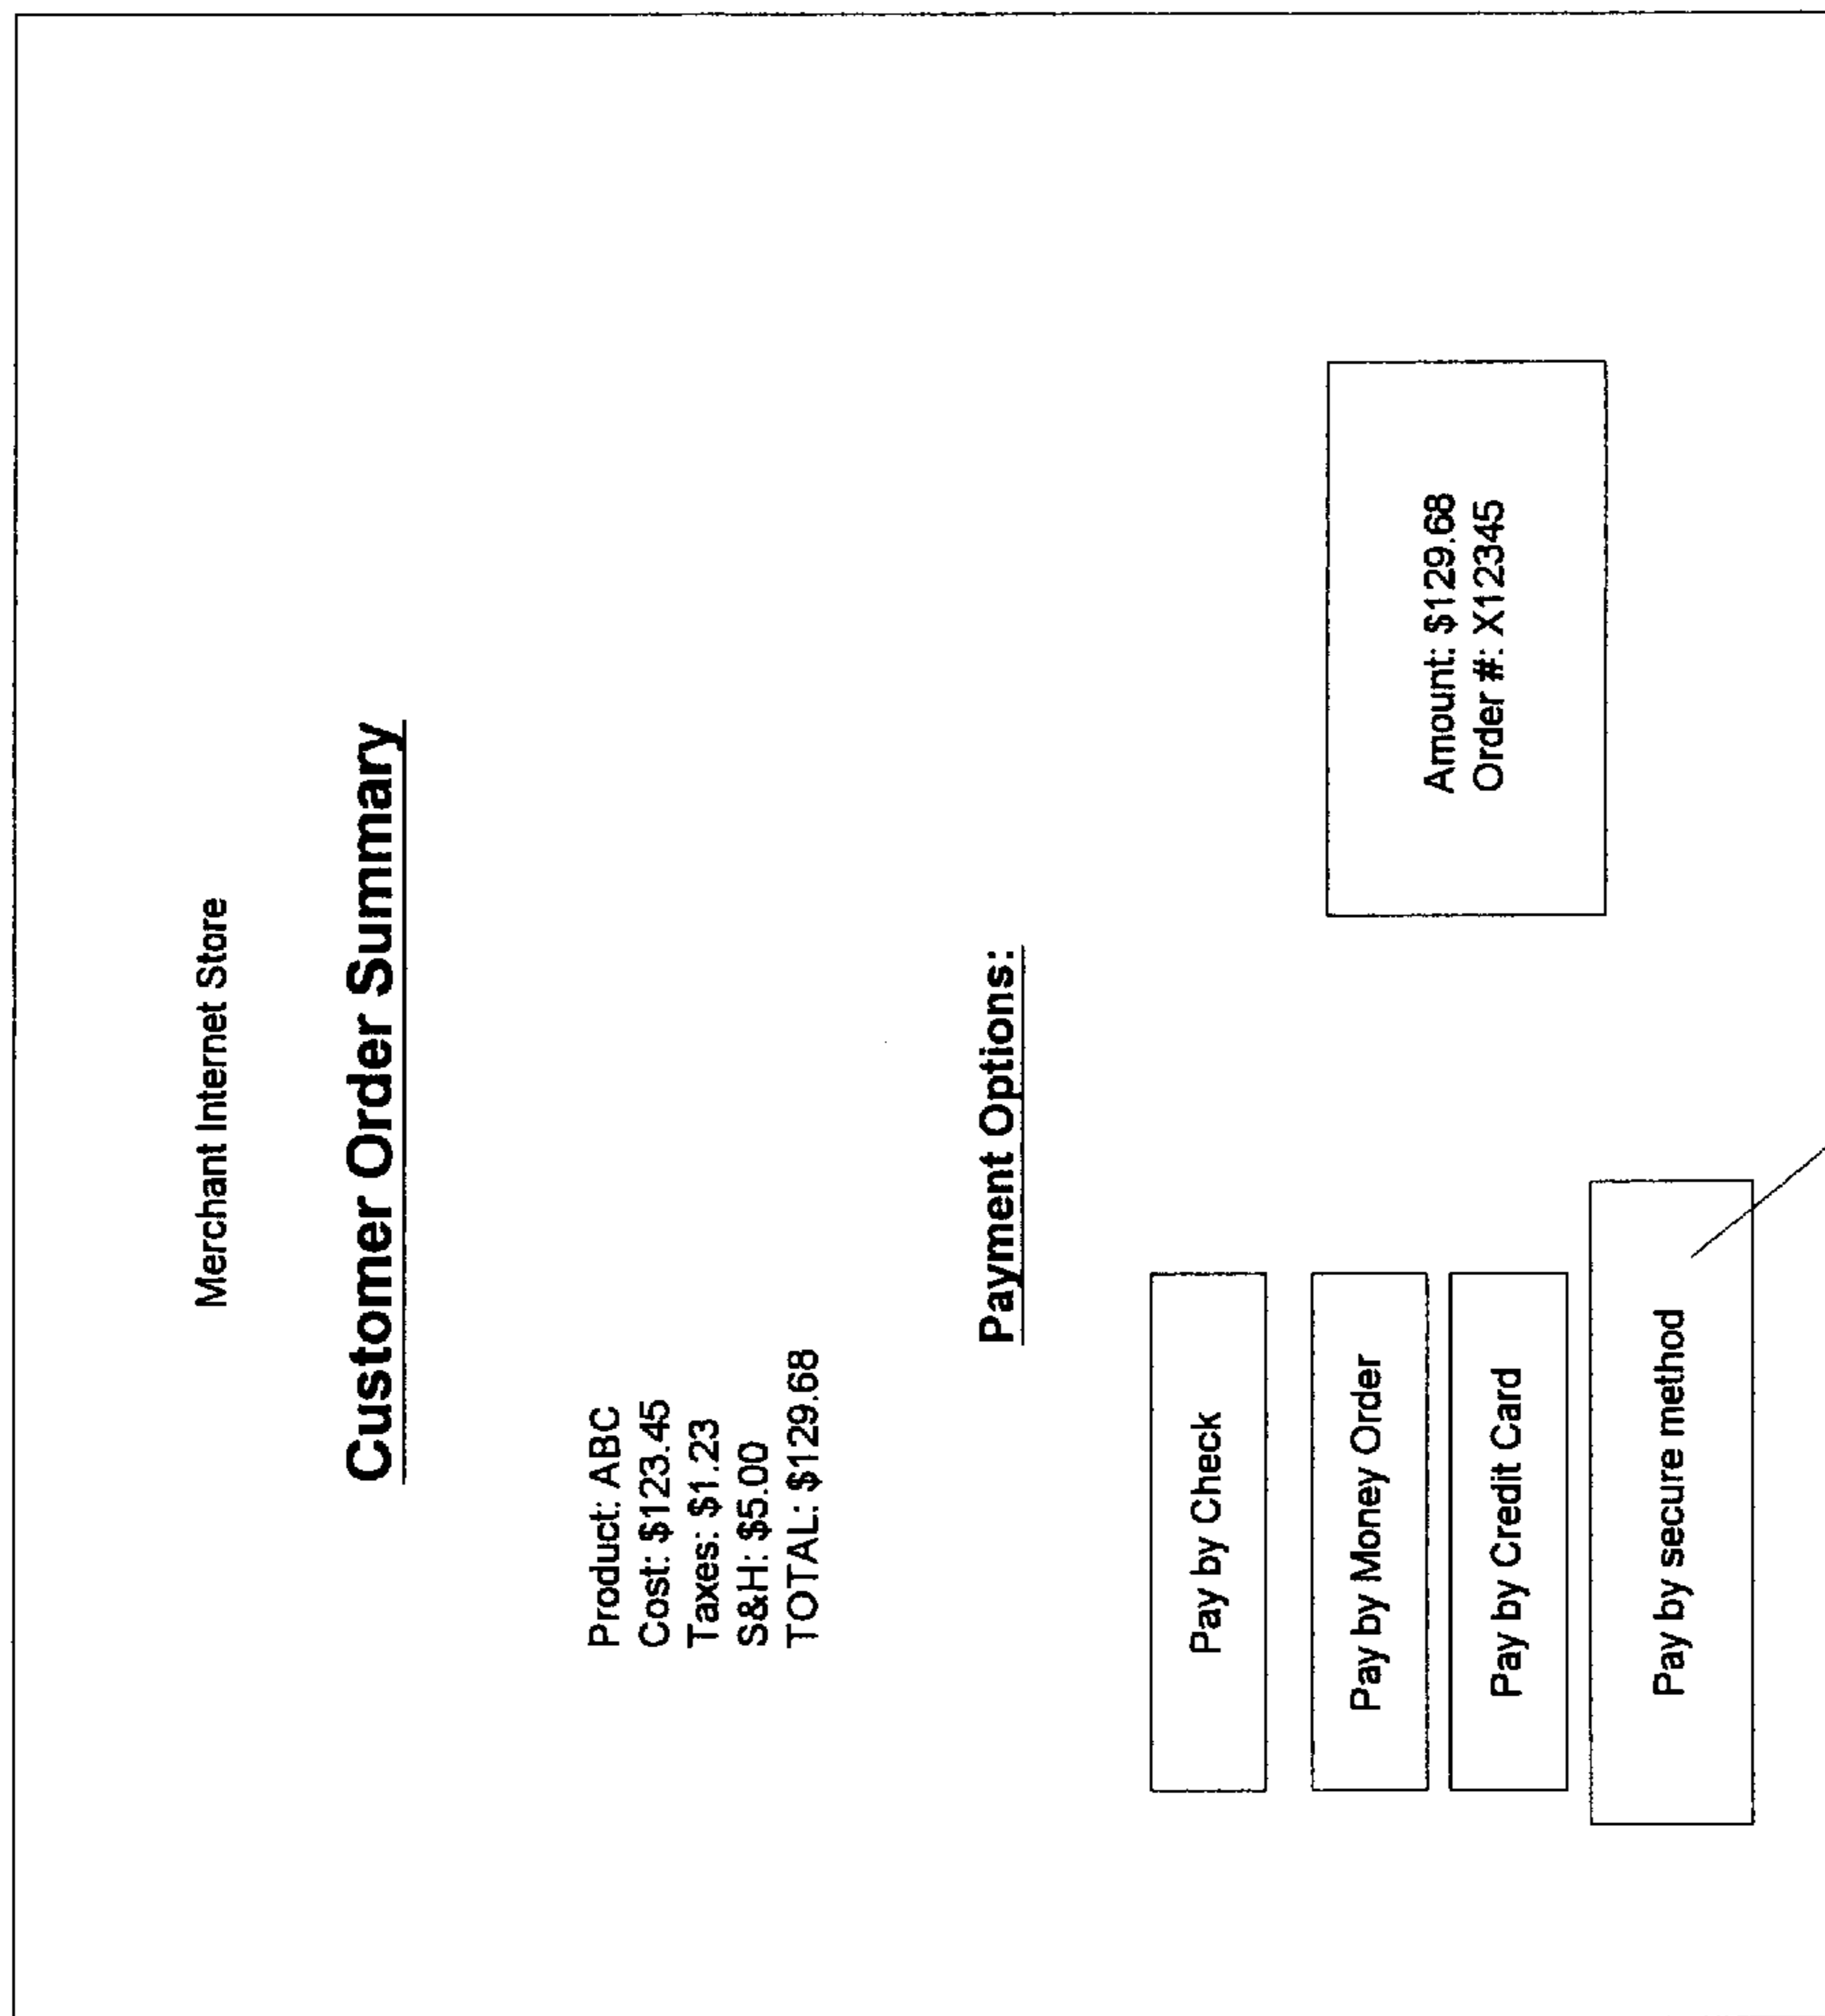 Merchant Internet Store
Customer Order Summary
Product: ABC
Cost: $123.45
Taxes: $1.23
S&H: $5.00
TOTAL: $129.68
Payment Options:
Pay by Check
Pay by Money Order
Pay by Credit Card
Pay by secure method
Amount: $129.68
Order #: X12345